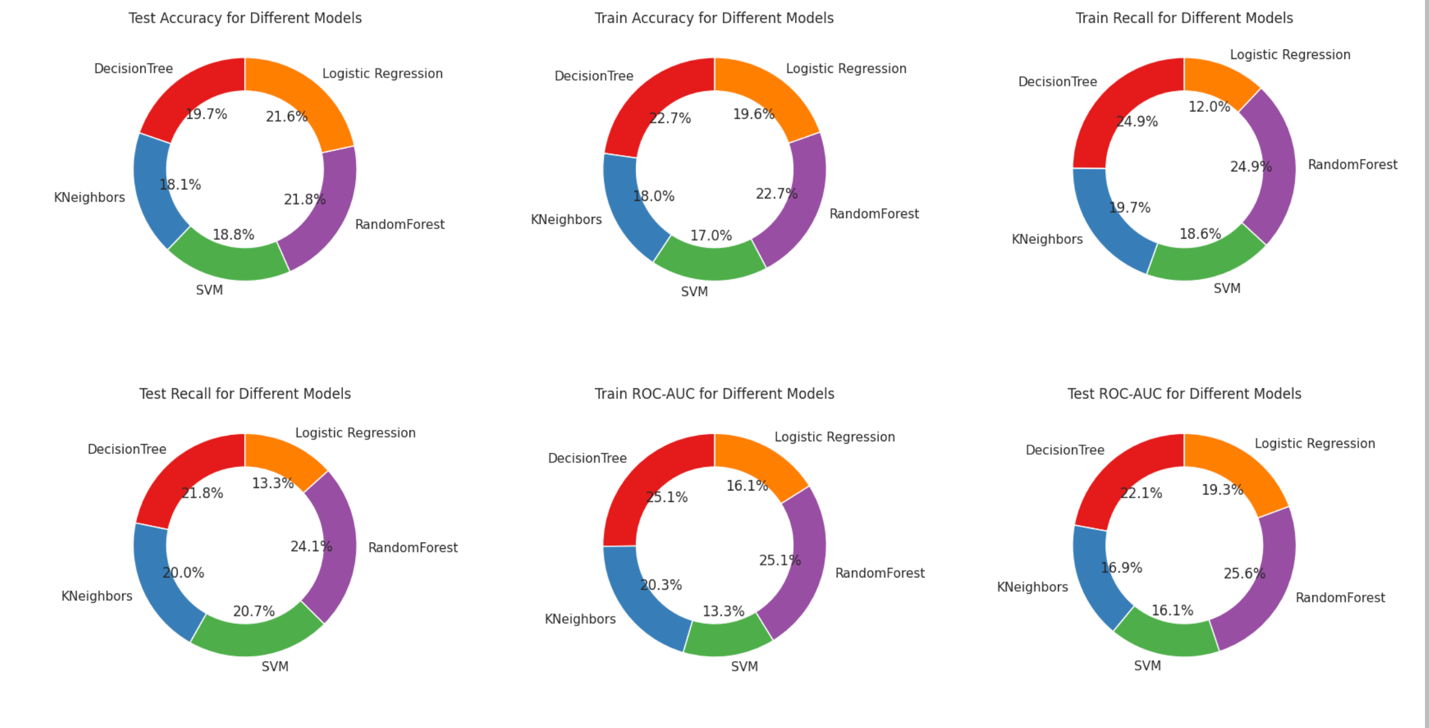 Test Accuracy for Different Models
DecisionTree
Logistic Regression
19.7%
21.6%
18.1%
KNeighbors
21.8%
RandomForest
18.8%
SVM
Train Accuracy for Different Models
DecisionTree
Logistic Regression
22.7%
19.6%
18.0%
22.7%
KNeighbors
RandomForest
17.0%
SVM
Train Recall for Different Models
Logistic Regression
DecisionTree
12.0%
24.9%
24.9%
RandomForest
19.7%
KNeighbors
18.6%
SVM
Test Recall for Different Models
Logistic Regression
DecisionTree
13.3%
21.8%
24.1%
RandomForest
20.0%
KNeighbors
20.7%
SVM
Train ROC-AUC for Different Models
Logistic Regression
DecisionTree
16.1%
25.1%
25.1%
RandomForest
20.3%
KNeighbors
13.3%
SVM
Test ROC-AUC for Different Models
Logistic Regression
DecisionTree
19.3%
22.1%
16.9%
25.6%
KNeighbors
RandomForest
16.1%
SVM